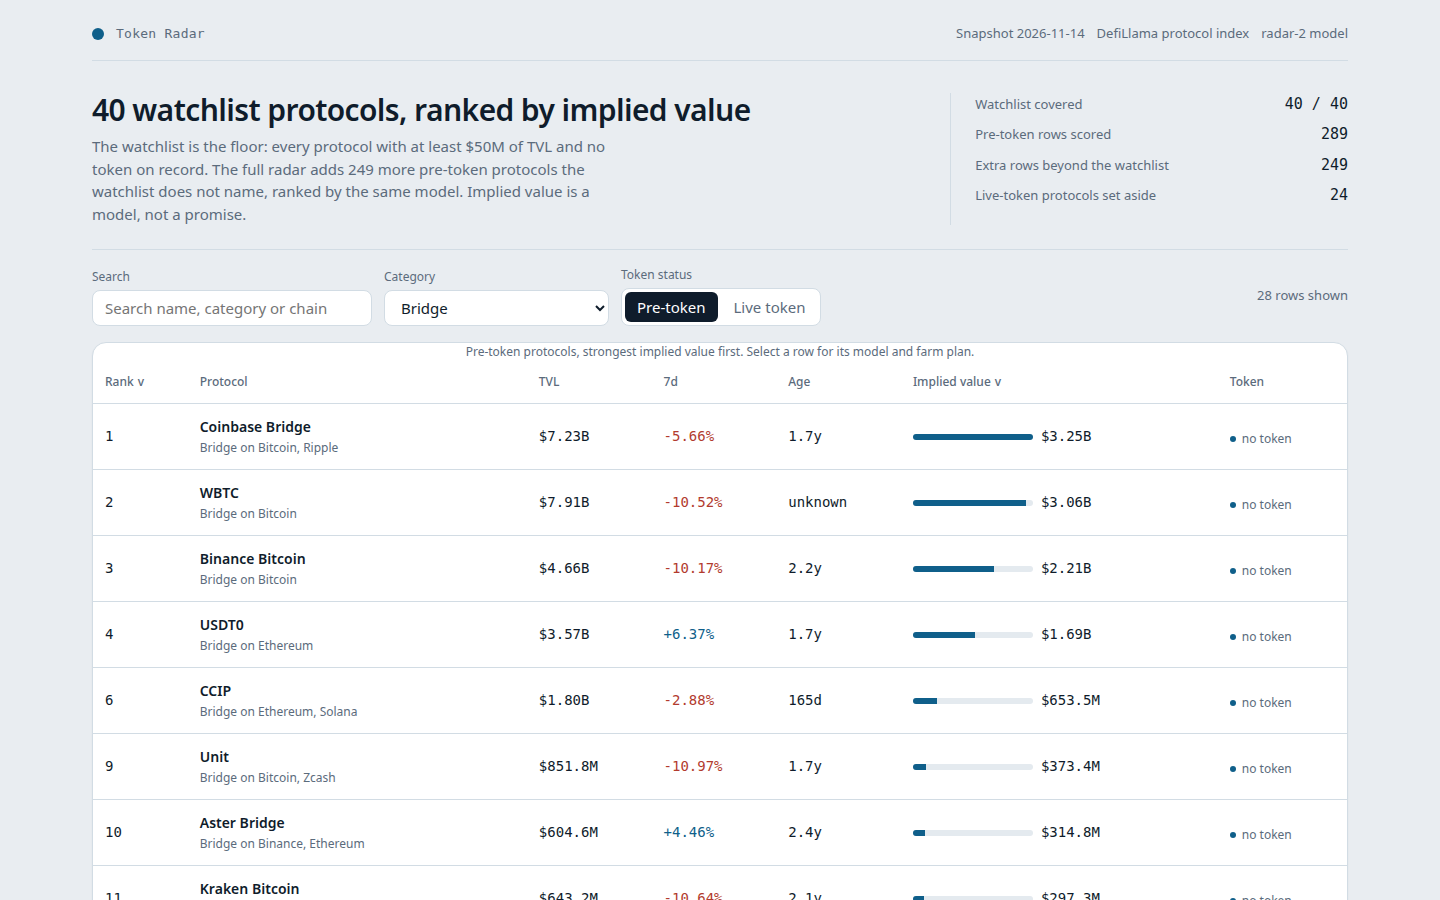 Token Radar
Snapshot 2026-11-14 DefiLlama protocol index radar-2 model
40 watchlist protocols, ranked by implied value
The watchlist is the floor: every protocol with at least $50M of TVL and no
token on record. The full radar adds 249 more pre-token protocols the
watchlist does not name, ranked by the same model. Implied value is a
model, not a promise.
Watchlist covered 40 / 40
Pre-token rows scored 289
Extra rows beyond the watchlist 249
Live-token protocols set aside 24
Search
Category
Token status
Search name, category or chain
Bridge
Pre-token
Live token
28 rows shown
Pre-token protocols, strongest implied value first. Select a row for its model and farm plan.
Rank v Protocol TVL 7d Age Implied value v Token
1 Coinbase Bridge $7.23B -5.66% 1.7y $3.25B no token
Bridge on Bitcoin, Ripple
2 WBTC $7.91B -10.52% unknown $3.06B no token
Bridge on Bitcoin
3 Binance Bitcoin $4.66B -10.17% 2.2y $2.21B no token
Bridge on Bitcoin
4 USDT0 $3.57B +6.37% 1.7y $1.69B no token
Bridge on Ethereum
6 CCIP $1.80B -2.88% 165d $653.5M no token
Bridge on Ethereum, Solana
9 Unit $851.8M -10.97% 1.7y $373.4M no token
Bridge on Bitcoin, Zcash
10 Aster Bridge $604.6M +4.46% 2.4y $314.8M no token
Bridge on Binance, Ethereum
11 Kraken Bitcoin $643.2M -10.64% 2.1y $297.3M no token